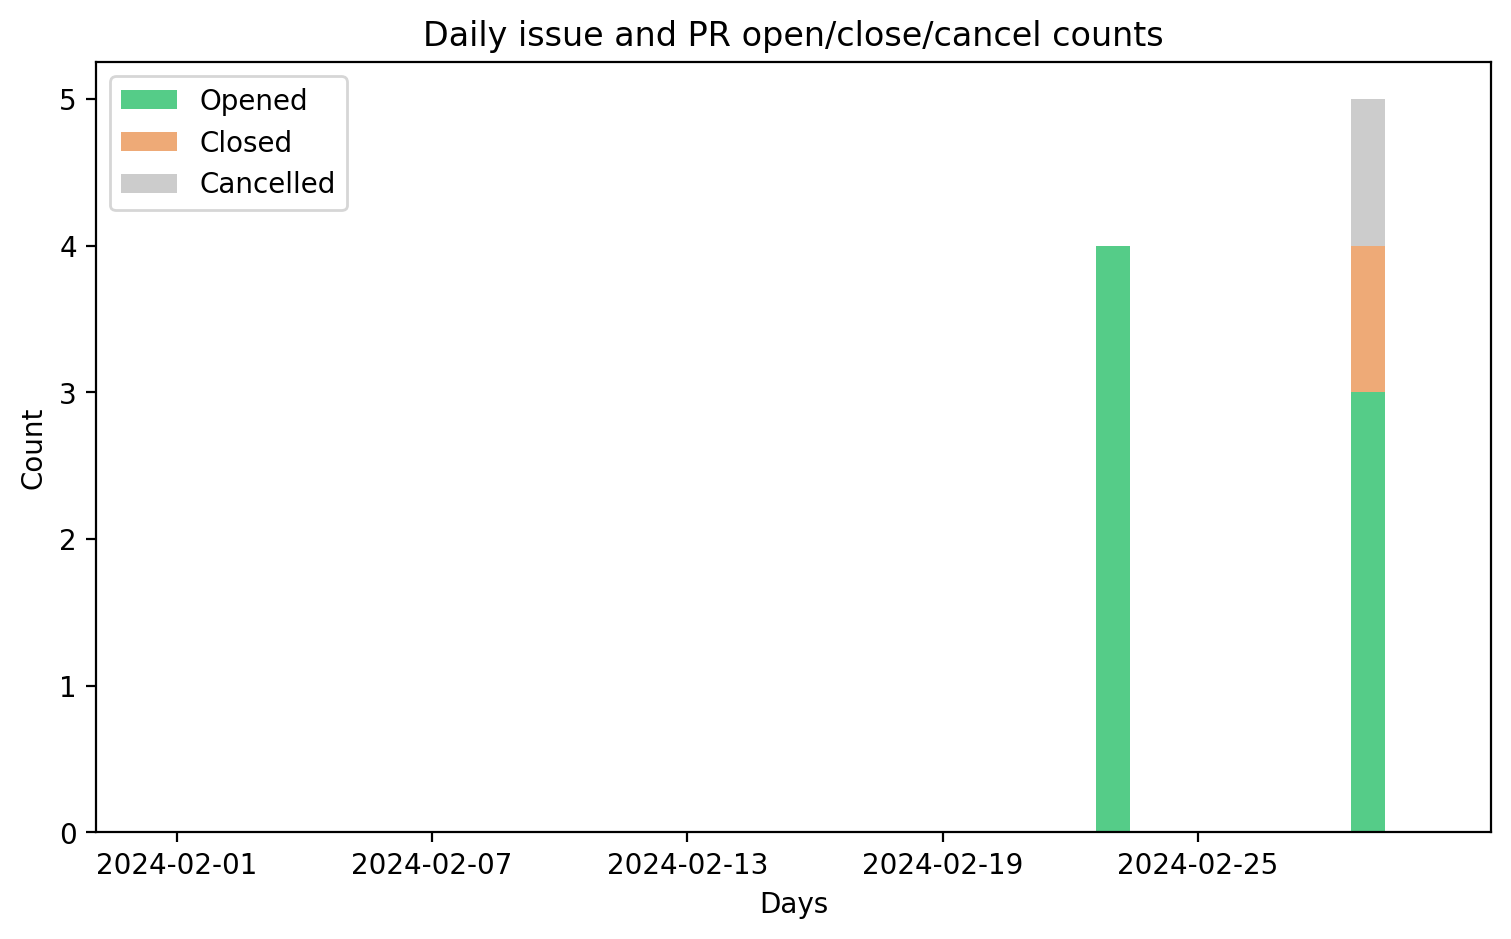 Daily issue and PR open/close/cancel counts
Opened
Closed
Cancelled
5
4
3
2
1
0
Count
2024-02-01 2024-02-07 2024-02-13 2024-02-19 2024-02-25
Days